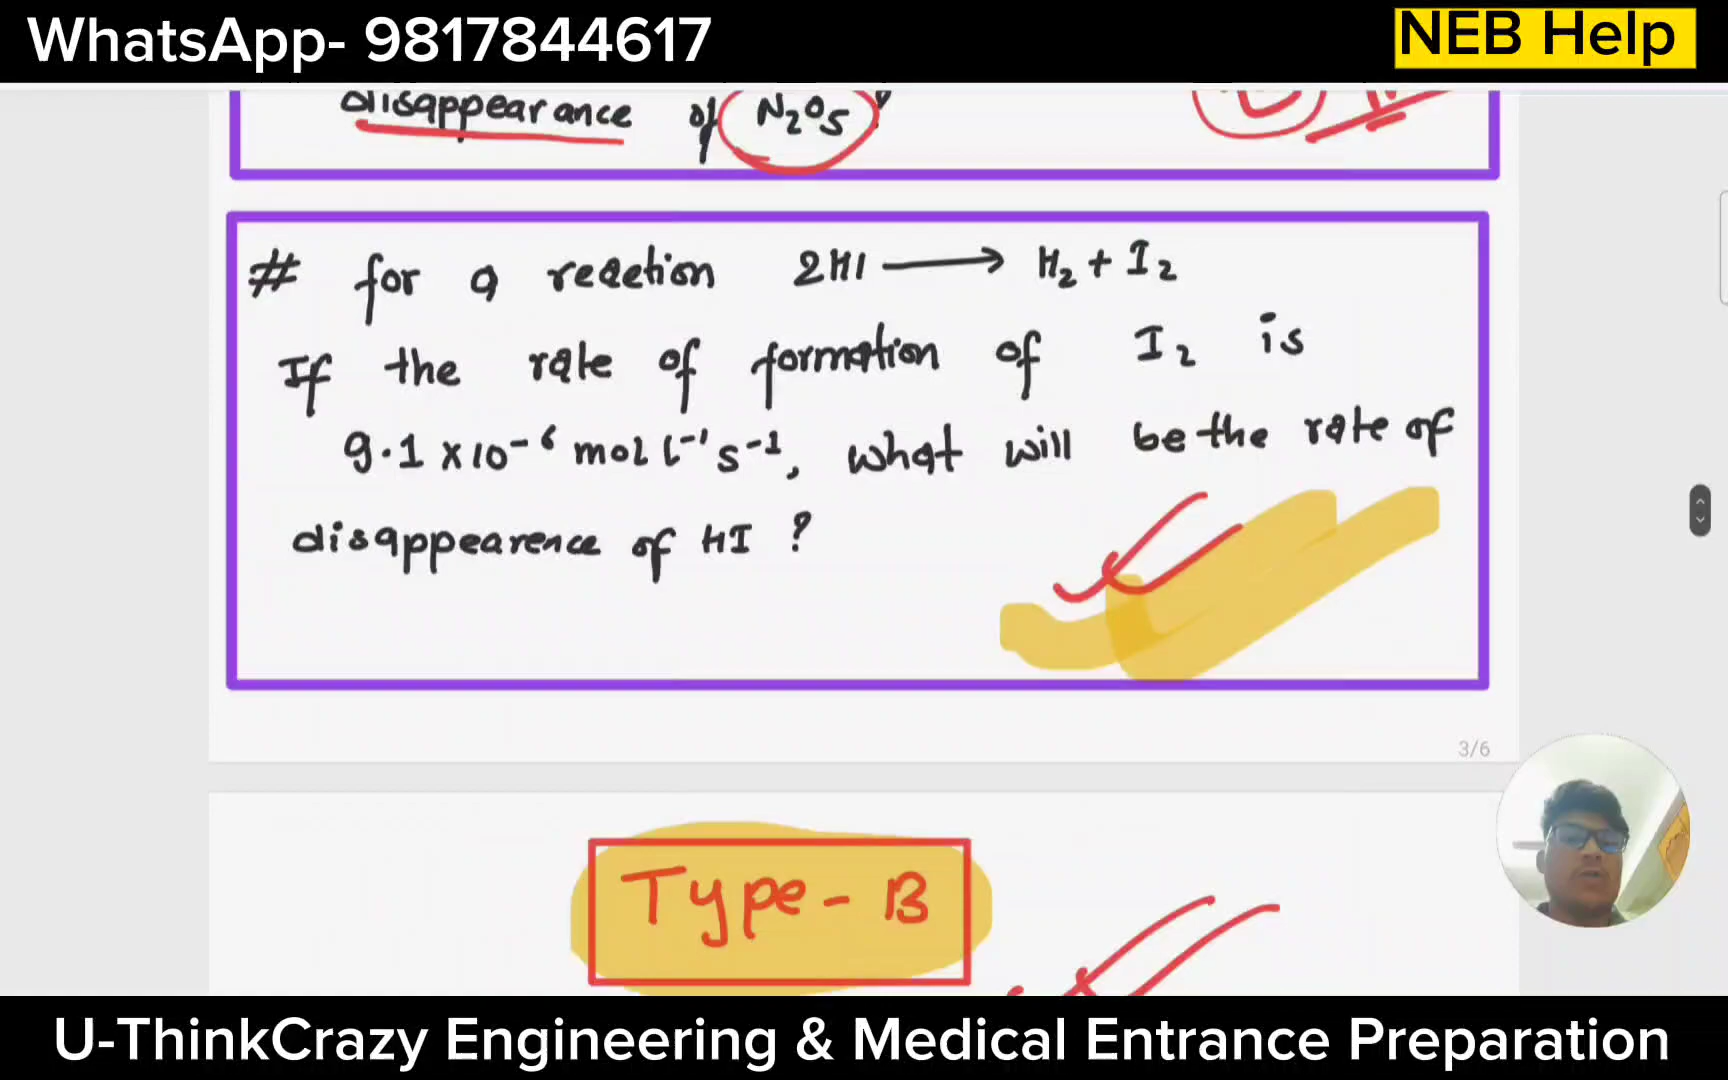 WhatsApp- 9817844617
NEB Help
disappearance of N₂O₅
# for a reaction 2HI ⟶ H₂ + I₂
If the rate of formation of I₂ is
9.1 x 10⁻⁶ mol L⁻¹ s⁻¹, what will be the rate of
disappearence of HI ?
3/6
Type - B
U-ThinkCrazy Engineering & Medical Entrance Preparation